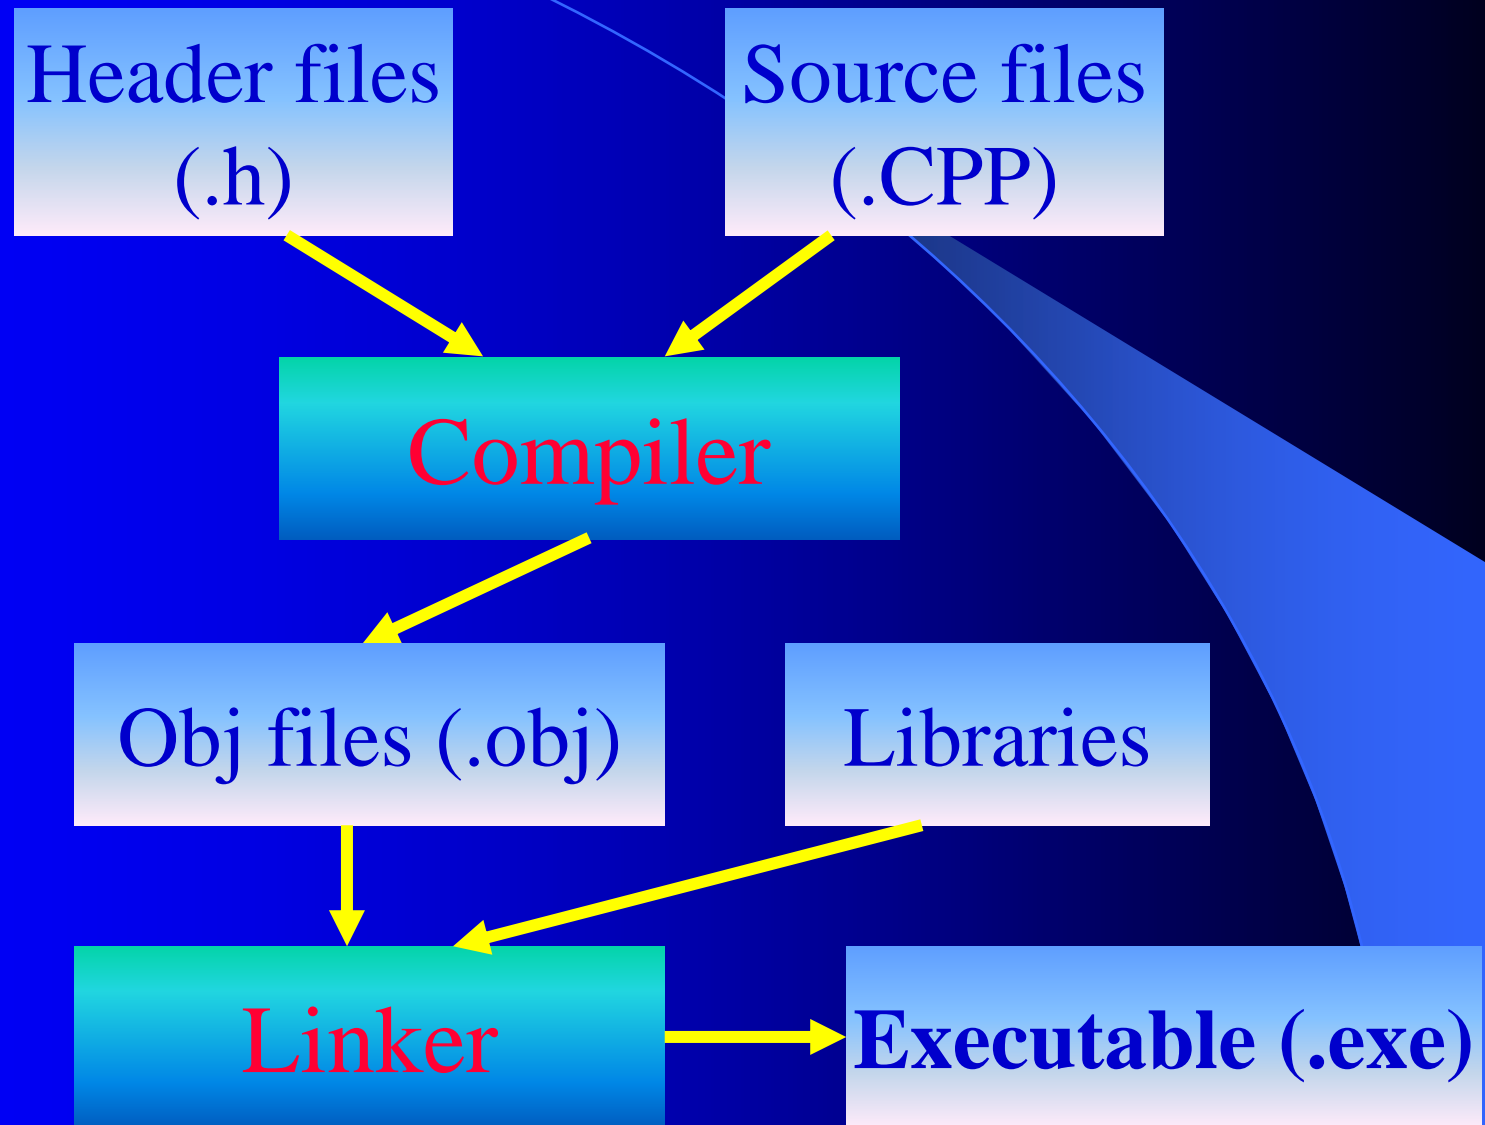 Header files
(.h)
Source files
(.CPP)
Compiler
Obj files (.obj)
Libraries
Linker
Executable (.exe)